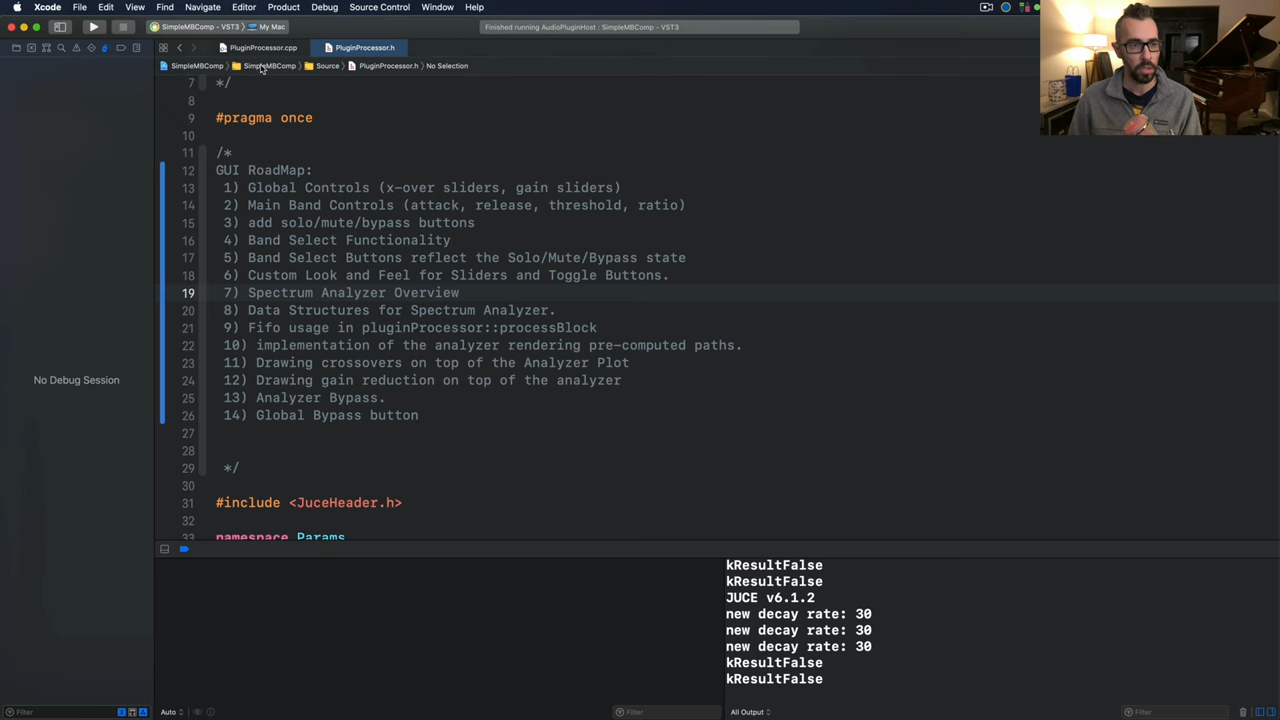 Xcode File Edit View Find Navigate Editor Product Debug Source Control Window Help
SimpleMBComp - VST3 〉 My Mac
Finished running AudioPluginHost : SimpleMBComp - VST3
PluginProcessor.cpp
PluginProcessor.h
SimpleMBComp 〉 SimpleMBComp 〉 Source 〉 PluginProcessor.h 〉 No Selection
7 */
8
9 #pragma once
10
11 /*
12 GUI RoadMap:
13 1) Global Controls (x-over sliders, gain sliders)
14 2) Main Band Controls (attack, release, threshold, ratio)
15 3) add solo/mute/bypass buttons
16 4) Band Select Functionality
17 5) Band Select Buttons reflect the Solo/Mute/Bypass state
18 6) Custom Look and Feel for Sliders and Toggle Buttons.
19 7) Spectrum Analyzer Overview
20 8) Data Structures for Spectrum Analyzer.
21 9) Fifo usage in pluginProcessor::processBlock
22 10) implementation of the analyzer rendering pre-computed paths.
23 11) Drawing crossovers on top of the Analyzer Plot
24 12) Drawing gain reduction on top of the analyzer
25 13) Analyzer Bypass.
26 14) Global Bypass button
27
28
29 */
30
31 #include <JuceHeader.h>
32
33 namespace Params
No Debug Session
kResultFalse
kResultFalse
JUCE v6.1.2
new decay rate: 30
new decay rate: 30
new decay rate: 30
kResultFalse
kResultFalse
Filter
Auto
Filter
All Output
Filter